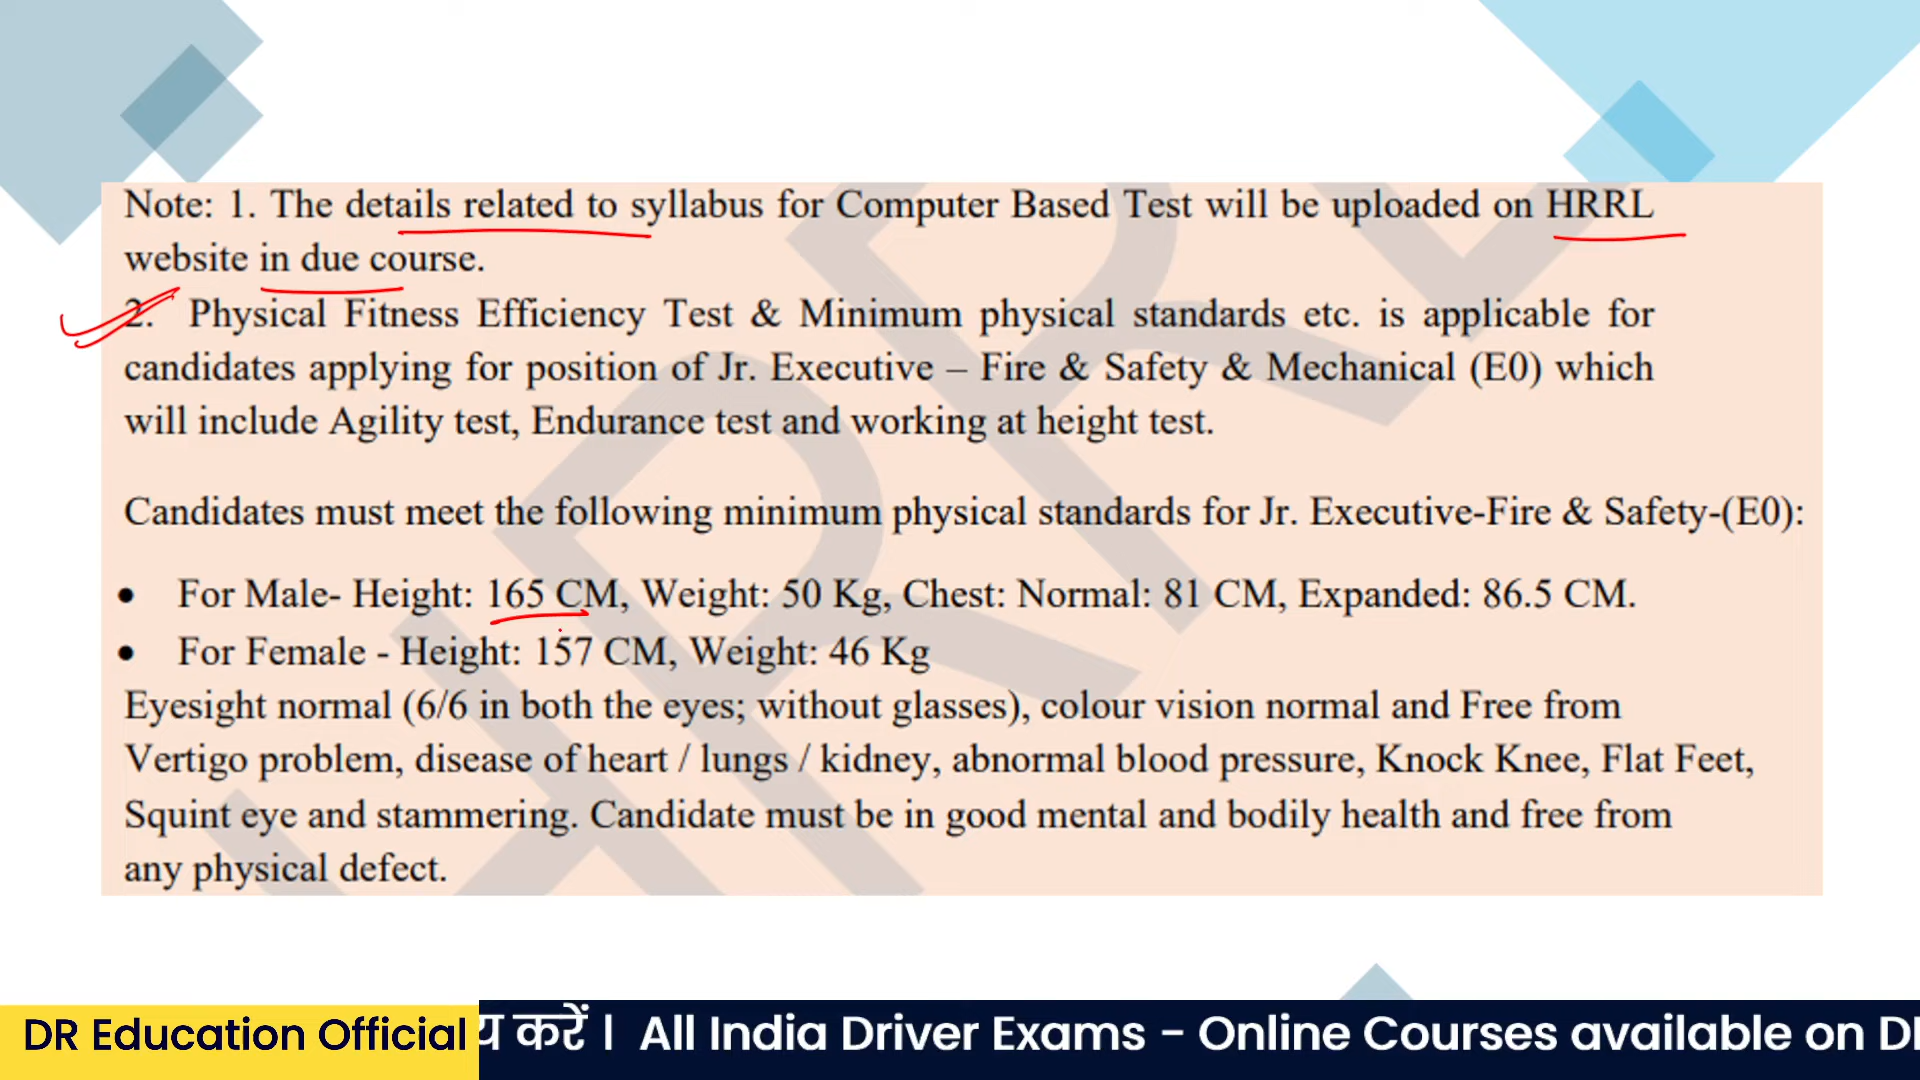 Note: 1. The details related to syllabus for Computer Based Test will be uploaded on HRRL
website in due course.
2. Physical Fitness Efficiency Test & Minimum physical standards etc. is applicable for
candidates applying for position of Jr. Executive – Fire & Safety & Mechanical (E0) which
will include Agility test, Endurance test and working at height test.
Candidates must meet the following minimum physical standards for Jr. Executive-Fire & Safety-(E0):
• For Male- Height: 165 CM, Weight: 50 Kg, Chest: Normal: 81 CM, Expanded: 86.5 CM.
• For Female - Height: 157 CM, Weight: 46 Kg
Eyesight normal (6/6 in both the eyes; without glasses), colour vision normal and Free from
Vertigo problem, disease of heart / lungs / kidney, abnormal blood pressure, Knock Knee, Flat Feet,
Squint eye and stammering. Candidate must be in good mental and bodily health and free from
any physical defect.
DR Education Official
करें । All India Driver Exams - Online Courses available on